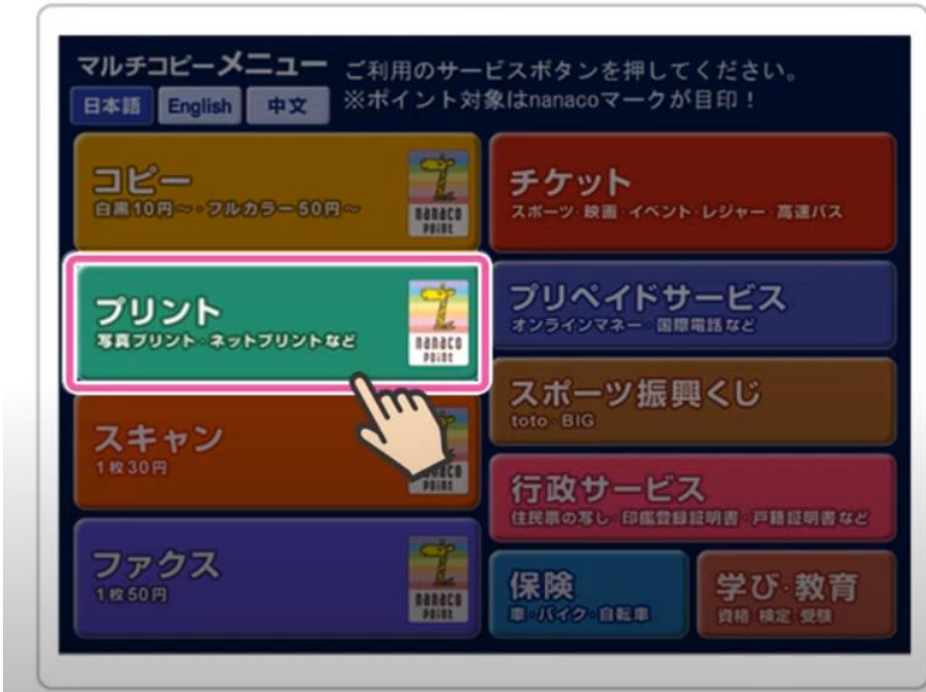 マルチコピーメニュー
ご利用のサービスボタンを押してください。
日本語 English 中文
※ポイント対象はnanacoマークが目印！
コピー
白黒10円～・フルカラー50円～
nanaco
POint
プリント
写真プリント・ネットプリントなど
nanaco
POint
スキャン
1枚30円
POint
ファクス
1枚50円
nanaco
POint
チケット
スポーツ・映画・イベント・レジャー・高速バス
プリペイドサービス
オンラインマネー・国際電話など
スポーツ振興くじ
toto・BIG
行政サービス
住民票の写し・印鑑登録証明書・戸籍証明書など
保険
車・バイク・自転車
学び・教育
資格・検定・受験